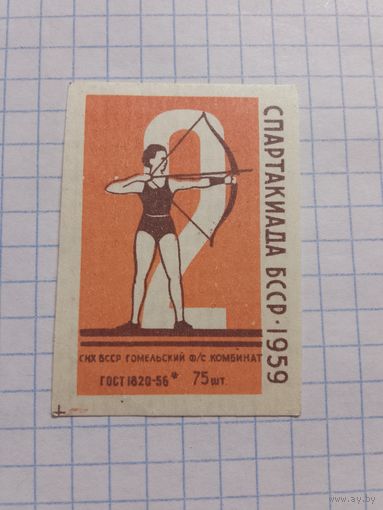 2
СПАРТАКИАДА БССР·1959
СНХ БССР ГОМЕЛЬСКИЙ Ф/С КОМБИНАТ
ГОСТ 1820-56* 75 ШТ.
www.ay.by